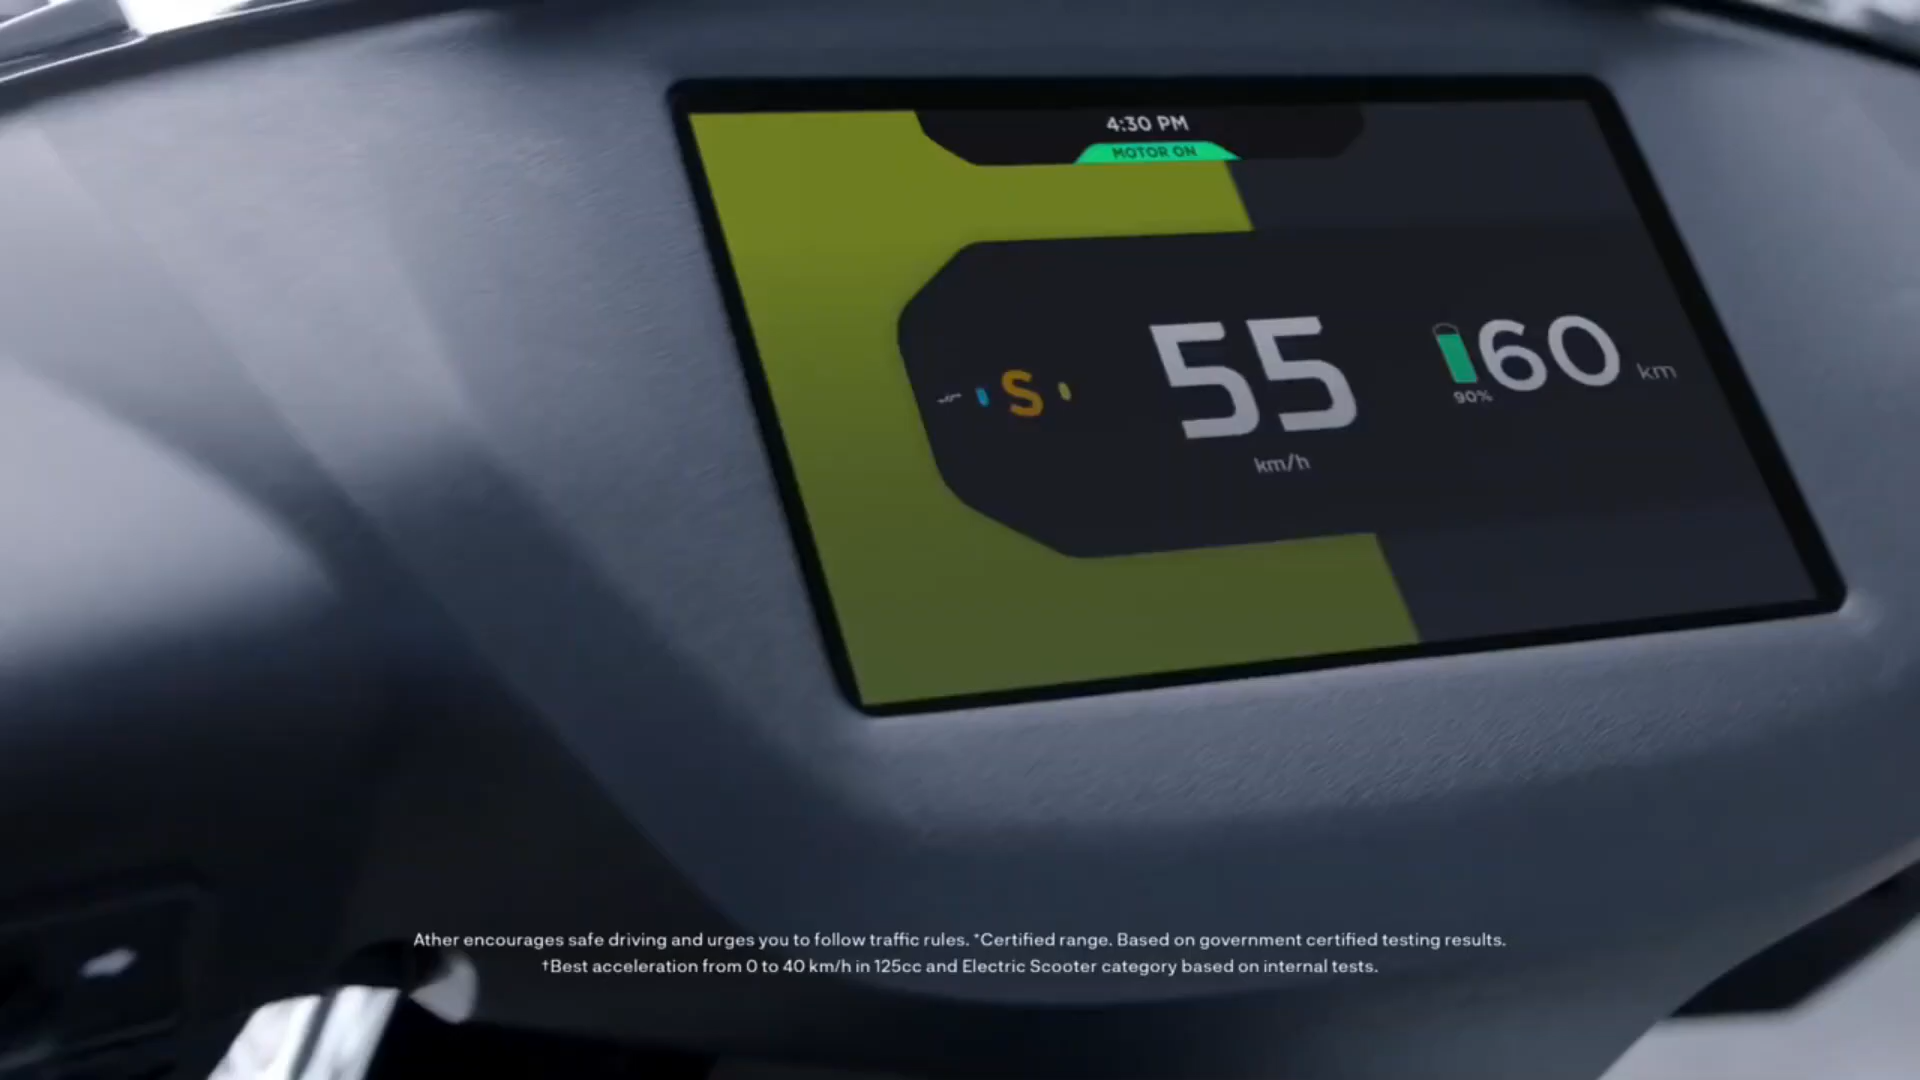 4:30 PM
MOTOR ON
S
55
km/h
60 km
90%
Ather encourages safe driving and urges you to follow traffic rules. *Certified range. Based on government certified testing results.
†Best acceleration from 0 to 40 km/h in 125cc and Electric Scooter category based on internal tests.